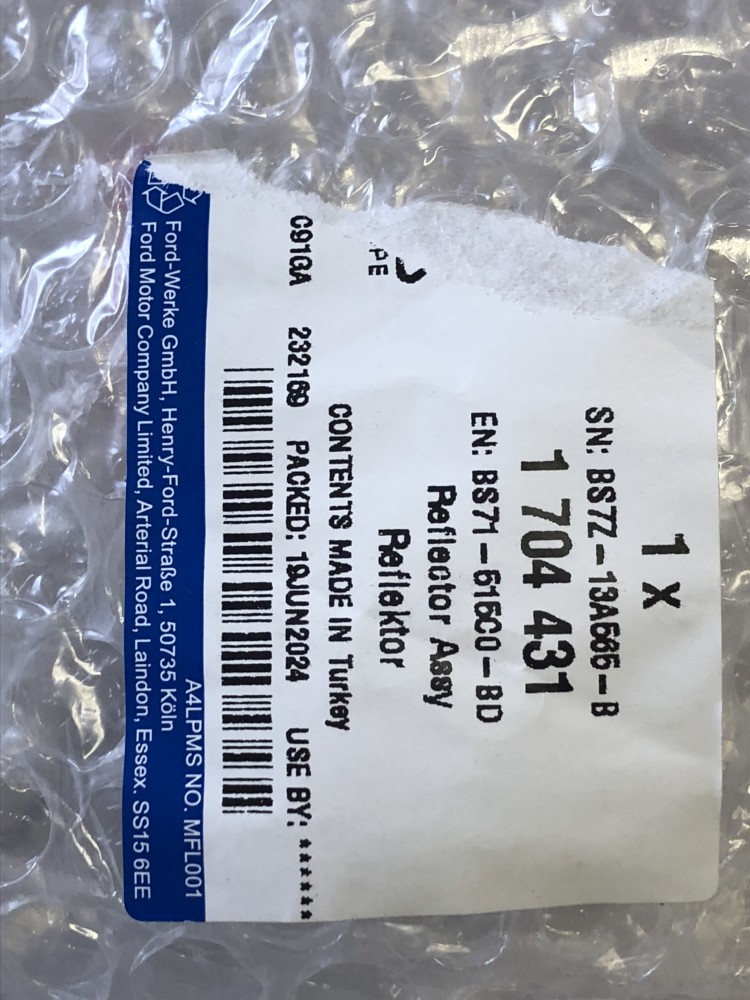 1 X
SN: BS7Z-13A565-B
1 704 431
EN: BS71-515C0-BD
Reflector Assy
Reflektor
PE
CONTENTS MADE IN Turkey
C91GA 232169 PACKED: 19JUN2024 USE BY: ******
A4LPMS NO. MFL001
Ford-Werke GmbH, Henry-Ford-Straße 1, 50735 Köln
Ford Motor Company Limited, Arterial Road, Laindon, Essex. SS15 6EE